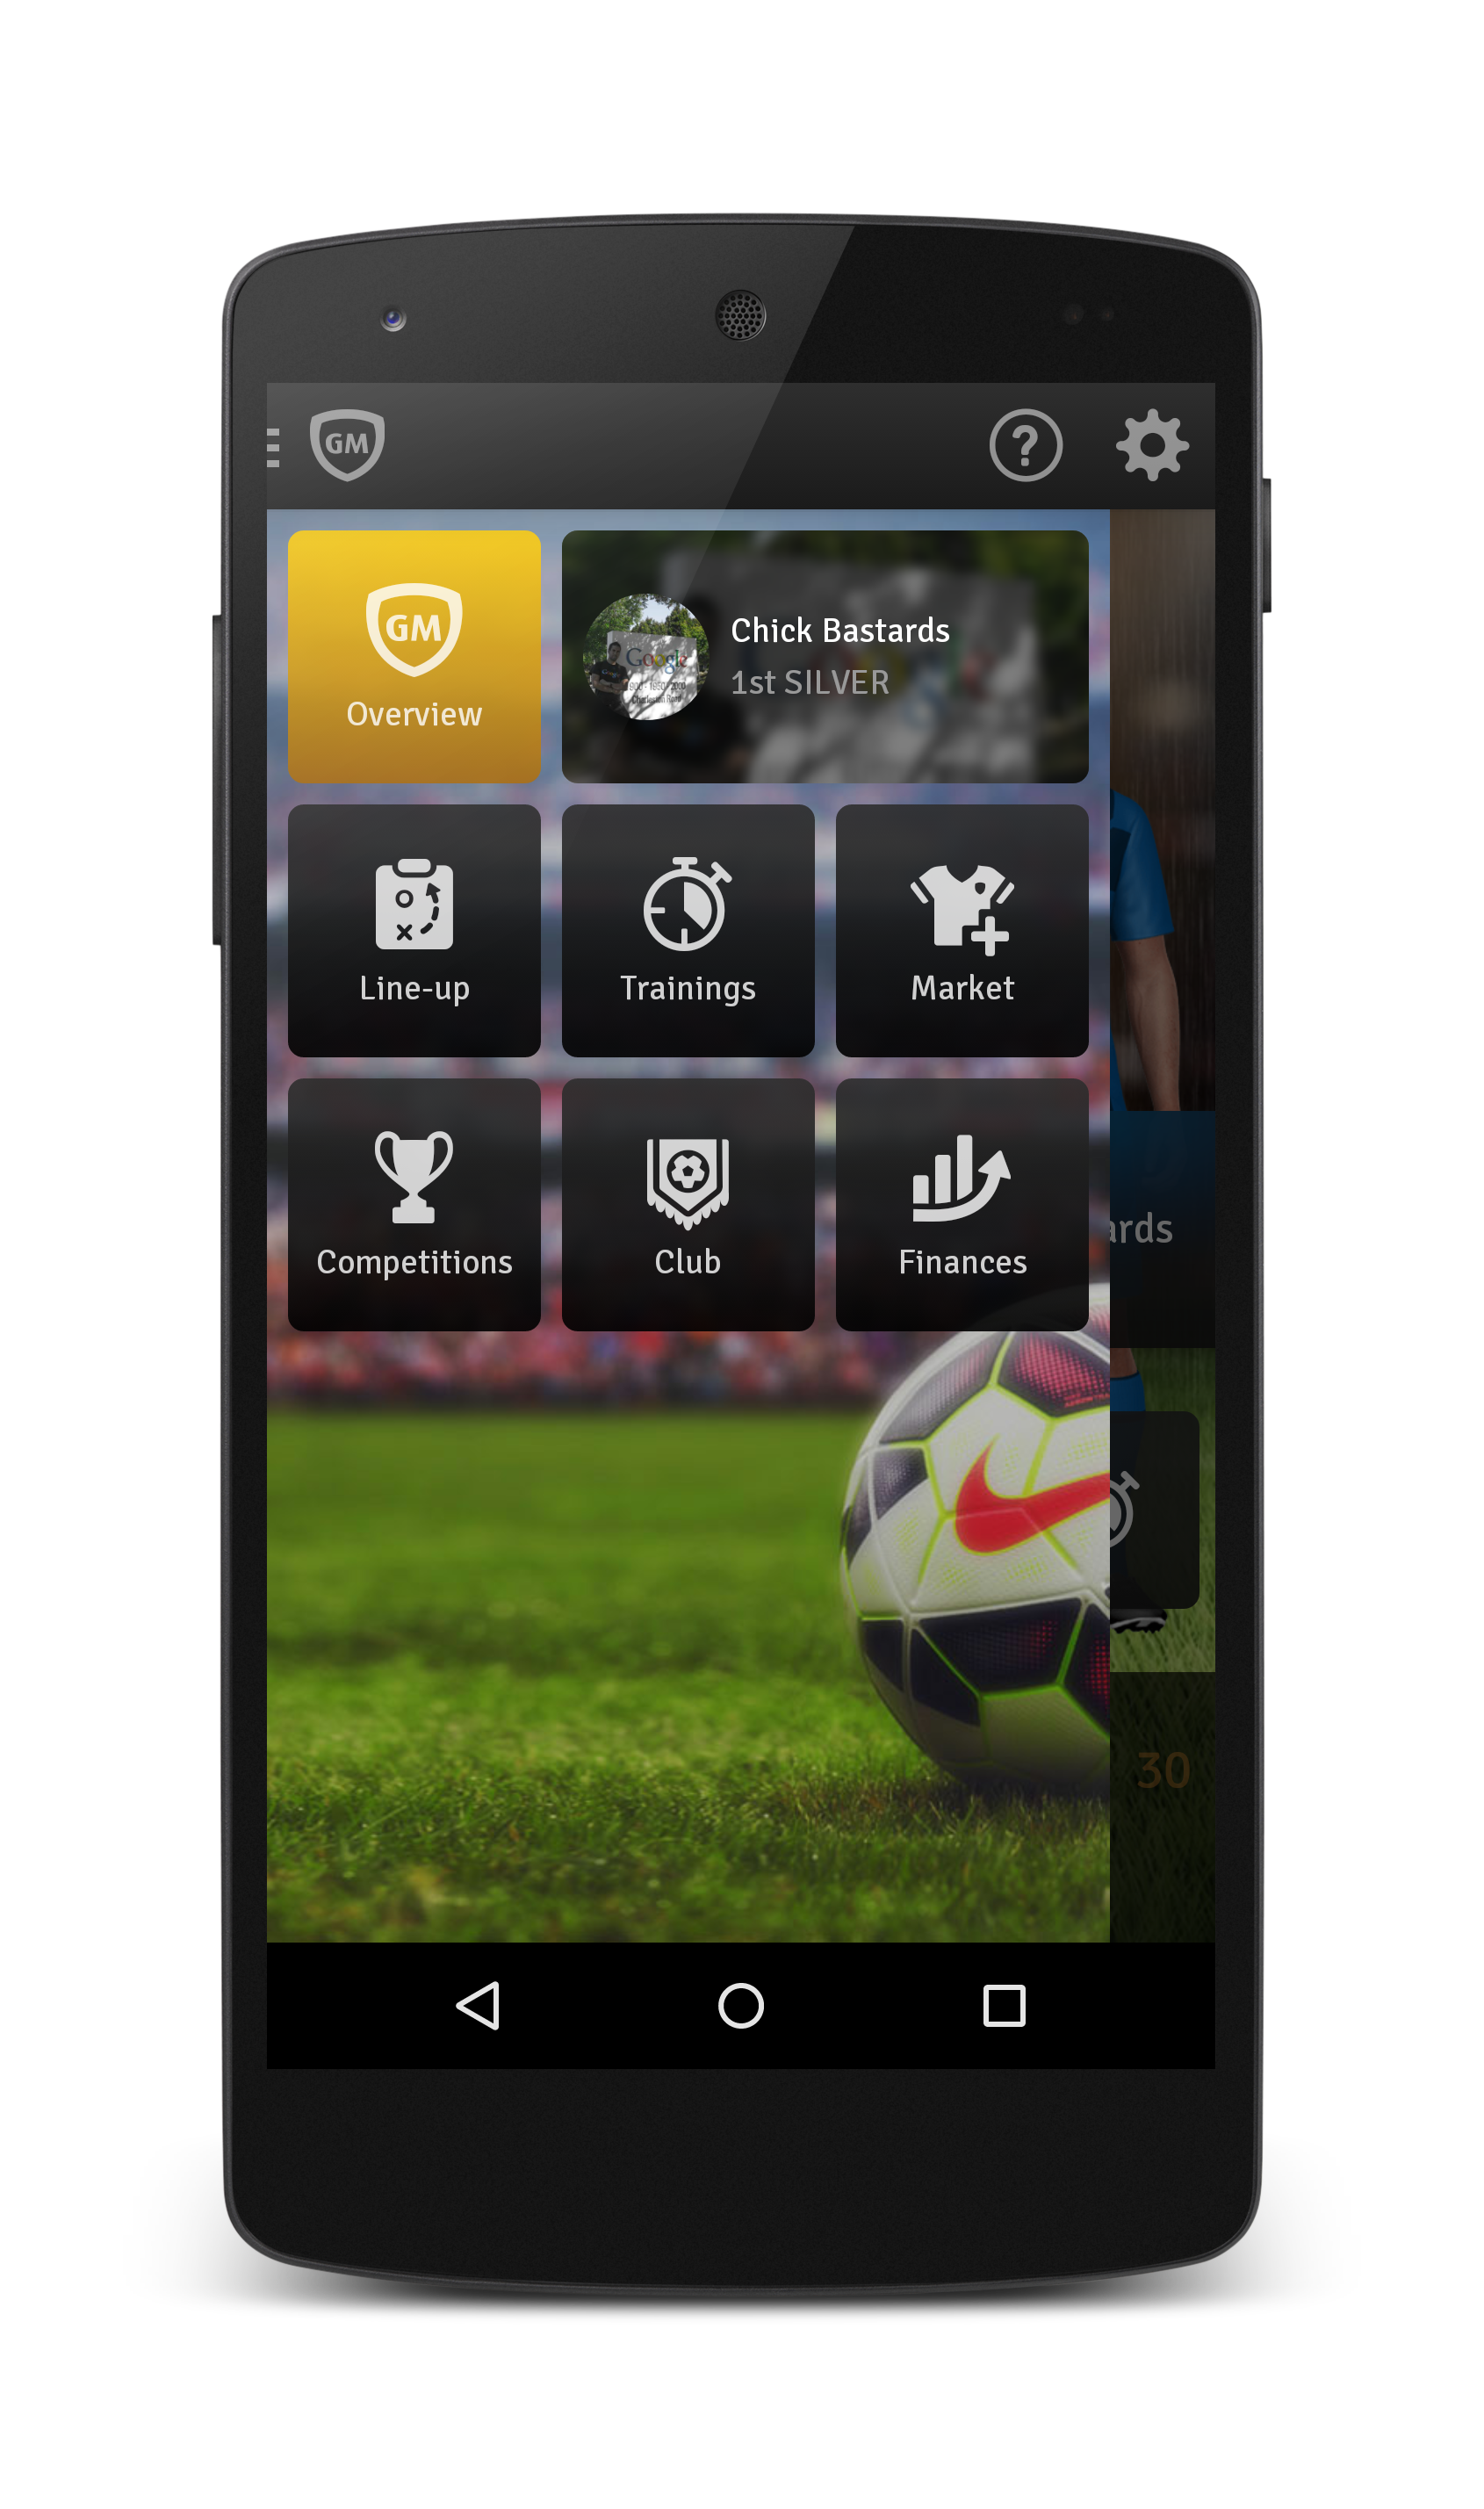 GM
GM
Overview
Google
Chick Bastards
1st SILVER
Line-up
Trainings
Market
Competitions
Club
Finances
ards
30